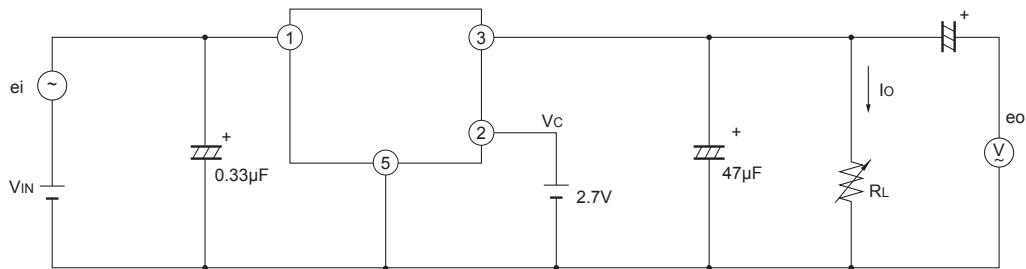 ei
~
VIN
+
0.33µF
1
3
2
5
VC
2.7V
+
47µF
IO
RL
+
eo
V
~